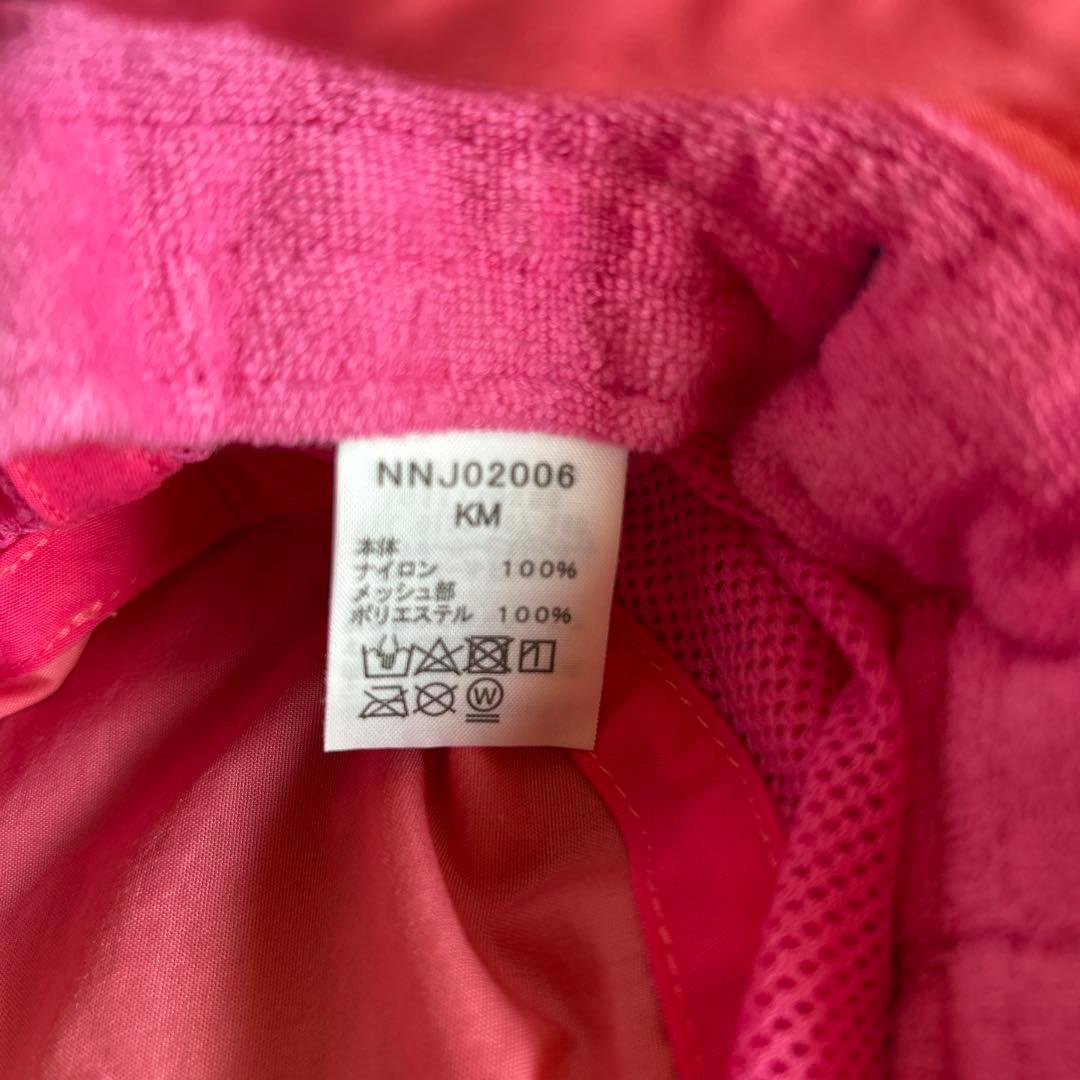 NNJ02006
KM
本体
ナイロン 100%
メッシュ部
ポリエステル 100%
W